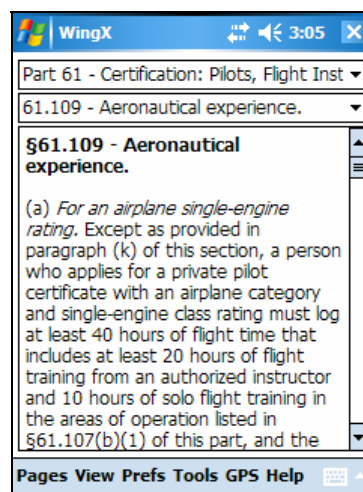 WingX 3:05
Part 61 - Certification: Pilots, Flight Inst
61.109 - Aeronautical experience.
§61.109 - Aeronautical
experience.
(a) For an airplane single-engine
rating. Except as provided in
paragraph (k) of this section, a person
who applies for a private pilot
certificate with an airplane category
and single-engine class rating must log
at least 40 hours of flight time that
includes at least 20 hours of flight
training from an authorized instructor
and 10 hours of solo flight training in
the areas of operation listed in
§61.107(b)(1) of this part, and the
Pages View Prefs Tools GPS Help